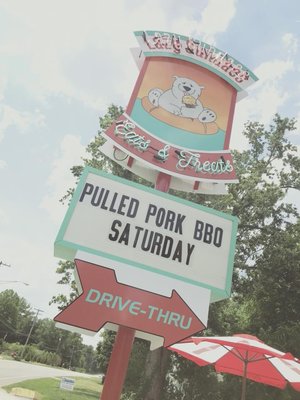 Eats & Treats
PULLED PORK BBQ
SATURDAY
DRIVE-THRU